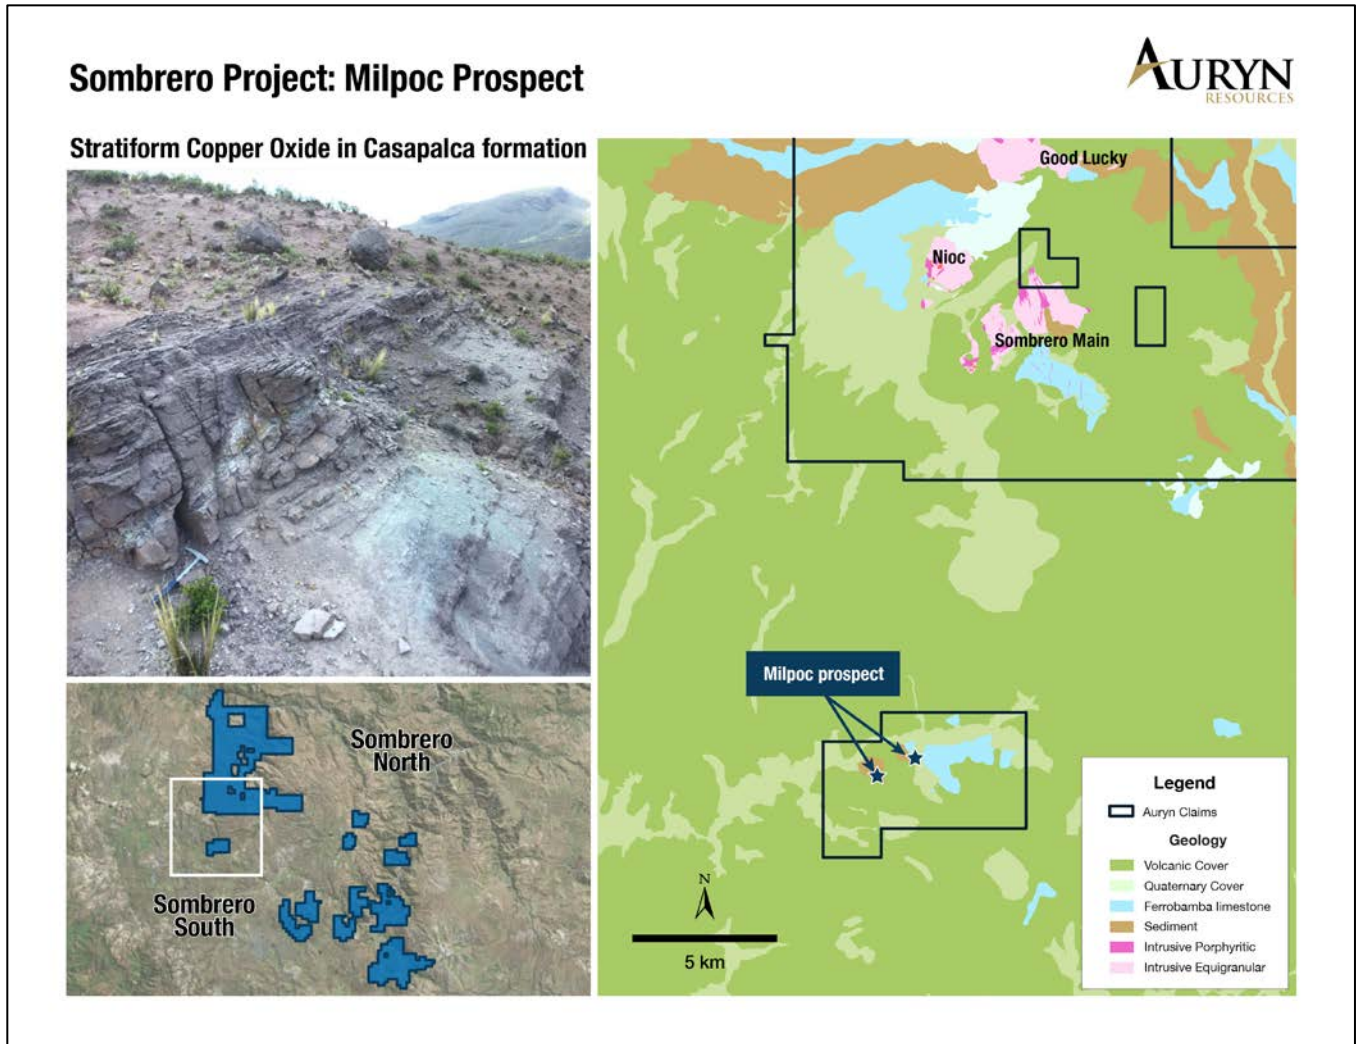 Sombrero Project: Milpoc Prospect
AURYN
RESOURCES
Stratiform Copper Oxide in Casapalca formation
Good Lucky
Nioc
Sombrero Main
Milpoc prospect
Sombrero
North
Sombrero
South
N
5 km
Legend
Auryn Claims
Geology
Volcanic Cover
Quaternary Cover
Ferrobamba limestone
Sediment
Intrusive Porphyritic
Intrusive Equigranular